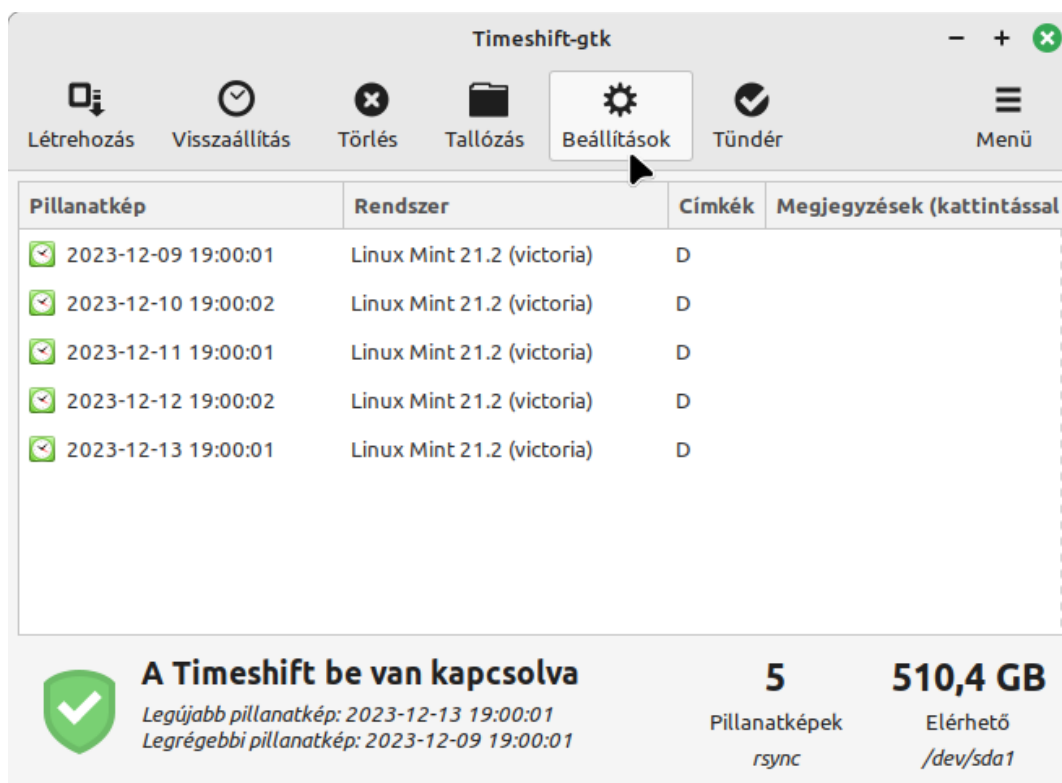 Timeshift-gtk
Létrehozás Visszaállítás Törlés Tallózás Beállítások Tündér Menü
Pillanatkép Rendszer Címkék Megjegyzések (kattintással
2023-12-09 19:00:01 Linux Mint 21.2 (victoria) D
2023-12-10 19:00:02 Linux Mint 21.2 (victoria) D
2023-12-11 19:00:01 Linux Mint 21.2 (victoria) D
2023-12-12 19:00:02 Linux Mint 21.2 (victoria) D
2023-12-13 19:00:01 Linux Mint 21.2 (victoria) D
A Timeshift be van kapcsolva
Legújabb pillanatkép: 2023-12-13 19:00:01
Legrégebbi pillanatkép: 2023-12-09 19:00:01
5
Pillanatképek
rsync
510,4 GB
Elérhető
/dev/sda1